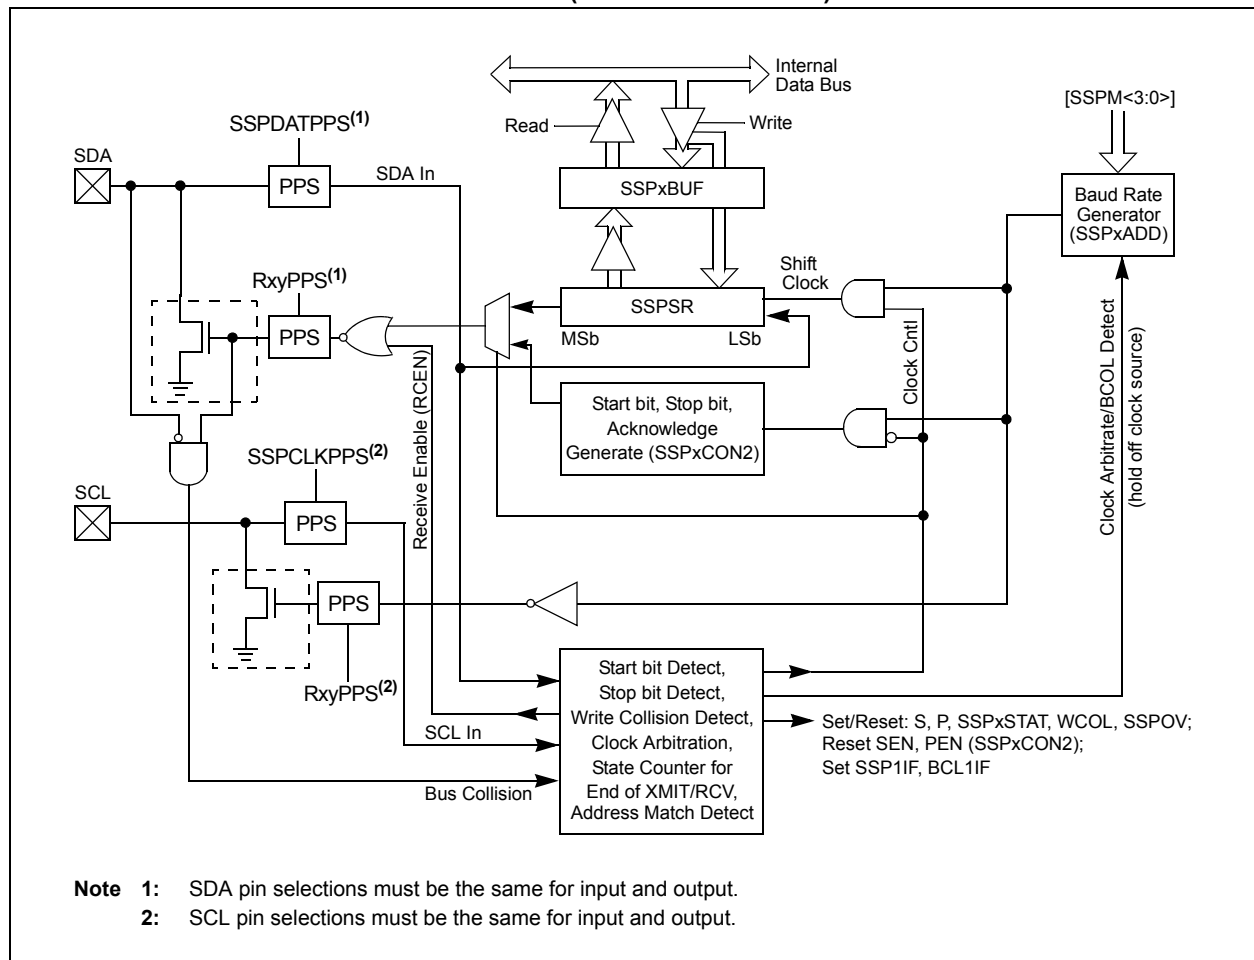 Internal
Data Bus
[SSPM<3:0>]
SSPDATPPS(1)
Read
Write
SDA
PPS
SDA In
SSPxBUF
Baud Rate
Generator
(SSPxADD)
RxyPPS(1)
Shift
Clock
PPS
SSPSR
MSb
LSb
Receive Enable (RCEN)
Clock Cntl
Clock Arbitrate/BCOL Detect
(hold off clock source)
Start bit, Stop bit,
Acknowledge
Generate (SSPxCON2)
SSPCLKPPS(2)
SCL
PPS
PPS
RxyPPS(2)
SCL In
Bus Collision
Start bit Detect,
Stop bit Detect,
Write Collision Detect,
Clock Arbitration,
State Counter for
End of XMIT/RCV,
Address Match Detect
Set/Reset: S, P, SSPxSTAT, WCOL, SSPOV;
Reset SEN, PEN (SSPxCON2);
Set SSP1IF, BCL1IF
Note 1: SDA pin selections must be the same for input and output.
2: SCL pin selections must be the same for input and output.